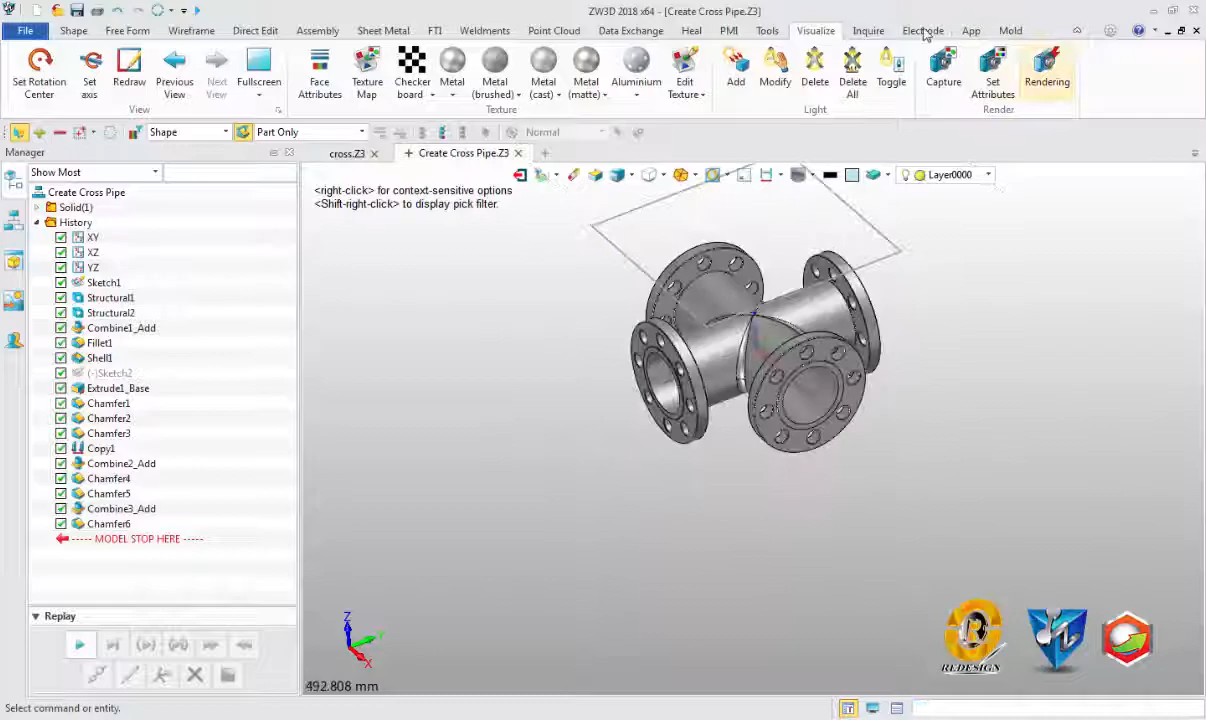 ZW3D 2018 x64 - [Create Cross Pipe.Z3]
File Shape Free Form Wireframe Direct Edit Assembly Sheet Metal FTI Weldments Point Cloud Data Exchange Heal PMI Tools Visualize Inquire Electrode App Mold
Set Rotation Center
Set axis
Redraw
Previous View
Next View
Fullscreen
Face Attributes
Texture Map
Checker board
Metal
Metal (brushed)
Metal (cast)
Metal (matte)
Aluminium
Edit Texture
Add
Modify
Delete
Delete All
Toggle
Capture
Set Attributes
Rendering
View Texture Light Render
Shape Part Only Normal
Manager
cross.Z3 Create Cross Pipe.Z3
Show Most
Layer0000
<right-click> for context-sensitive options
<Shift-right-click> to display pick filter.
Create Cross Pipe
Solid(1)
History
XY
XZ
YZ
Sketch1
Structural1
Structural2
Combine1_Add
Fillet1
Shell1
(-)Sketch2
Extrude1_Base
Chamfer1
Chamfer2
Chamfer3
Copy1
Combine2_Add
Chamfer4
Chamfer5
Combine3_Add
Chamfer6
----- MODEL STOP HERE -----
Replay
Z
Y
X
REDESIGN
492.808 mm
Select command or entity.